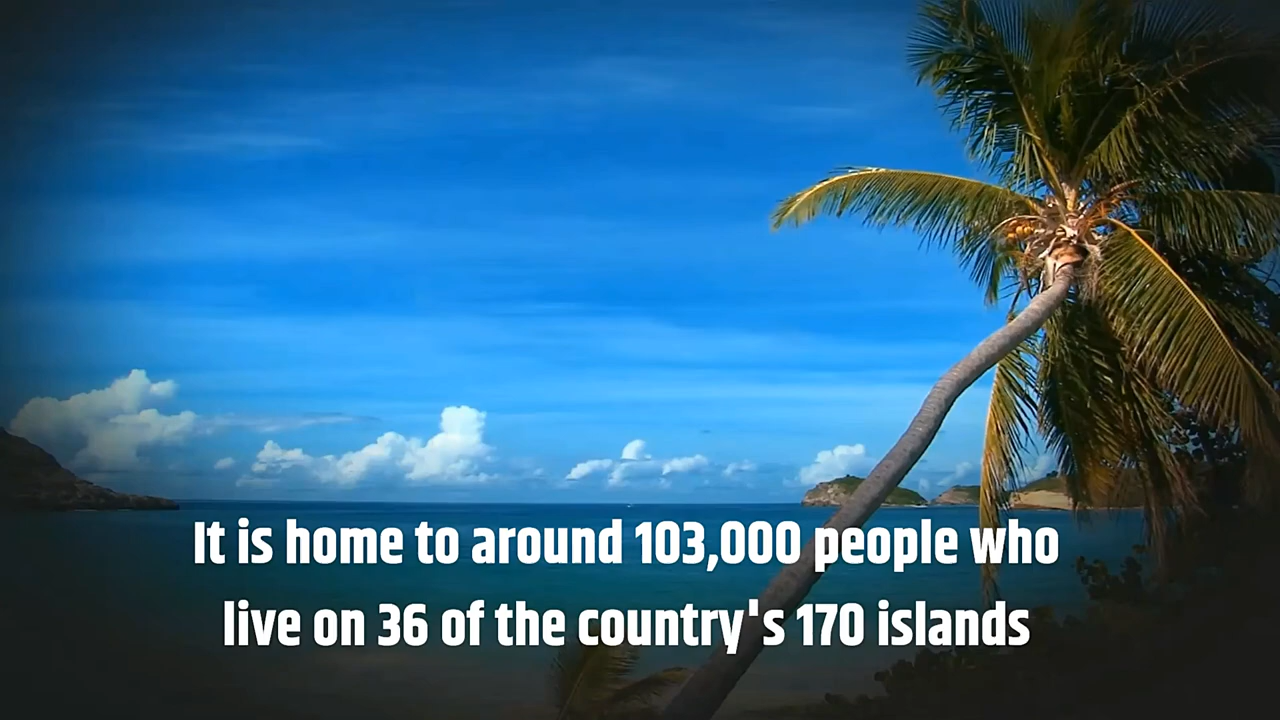 It is home to around 103,000 people who
live on 36 of the country's 170 islands